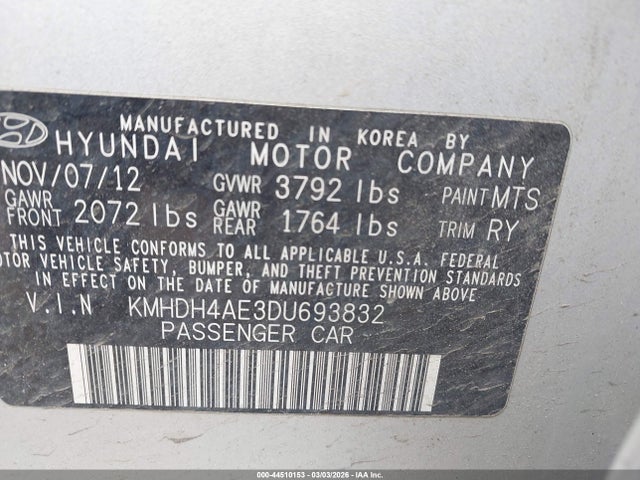 MANUFACTURED IN KOREA BY
HYUNDAI MOTOR COMPANY
NOV/07/12 GVWR 3792 lbs PAINT MTS
GAWR FRONT 2072 lbs GAWR REAR 1764 lbs TRIM RY
THIS VEHICLE CONFORMS TO ALL APPLICABLE U.S.A. FEDERAL
MOTOR VEHICLE SAFETY, BUMPER, AND THEFT PREVENTION STANDARDS
IN EFFECT ON THE DATE OF MANUFACTURE SHOWN ABOVE
V.I.N KMHDH4AE3DU693832
PASSENGER CAR
000-44510153 - 03/03/2026 - IAA Inc.